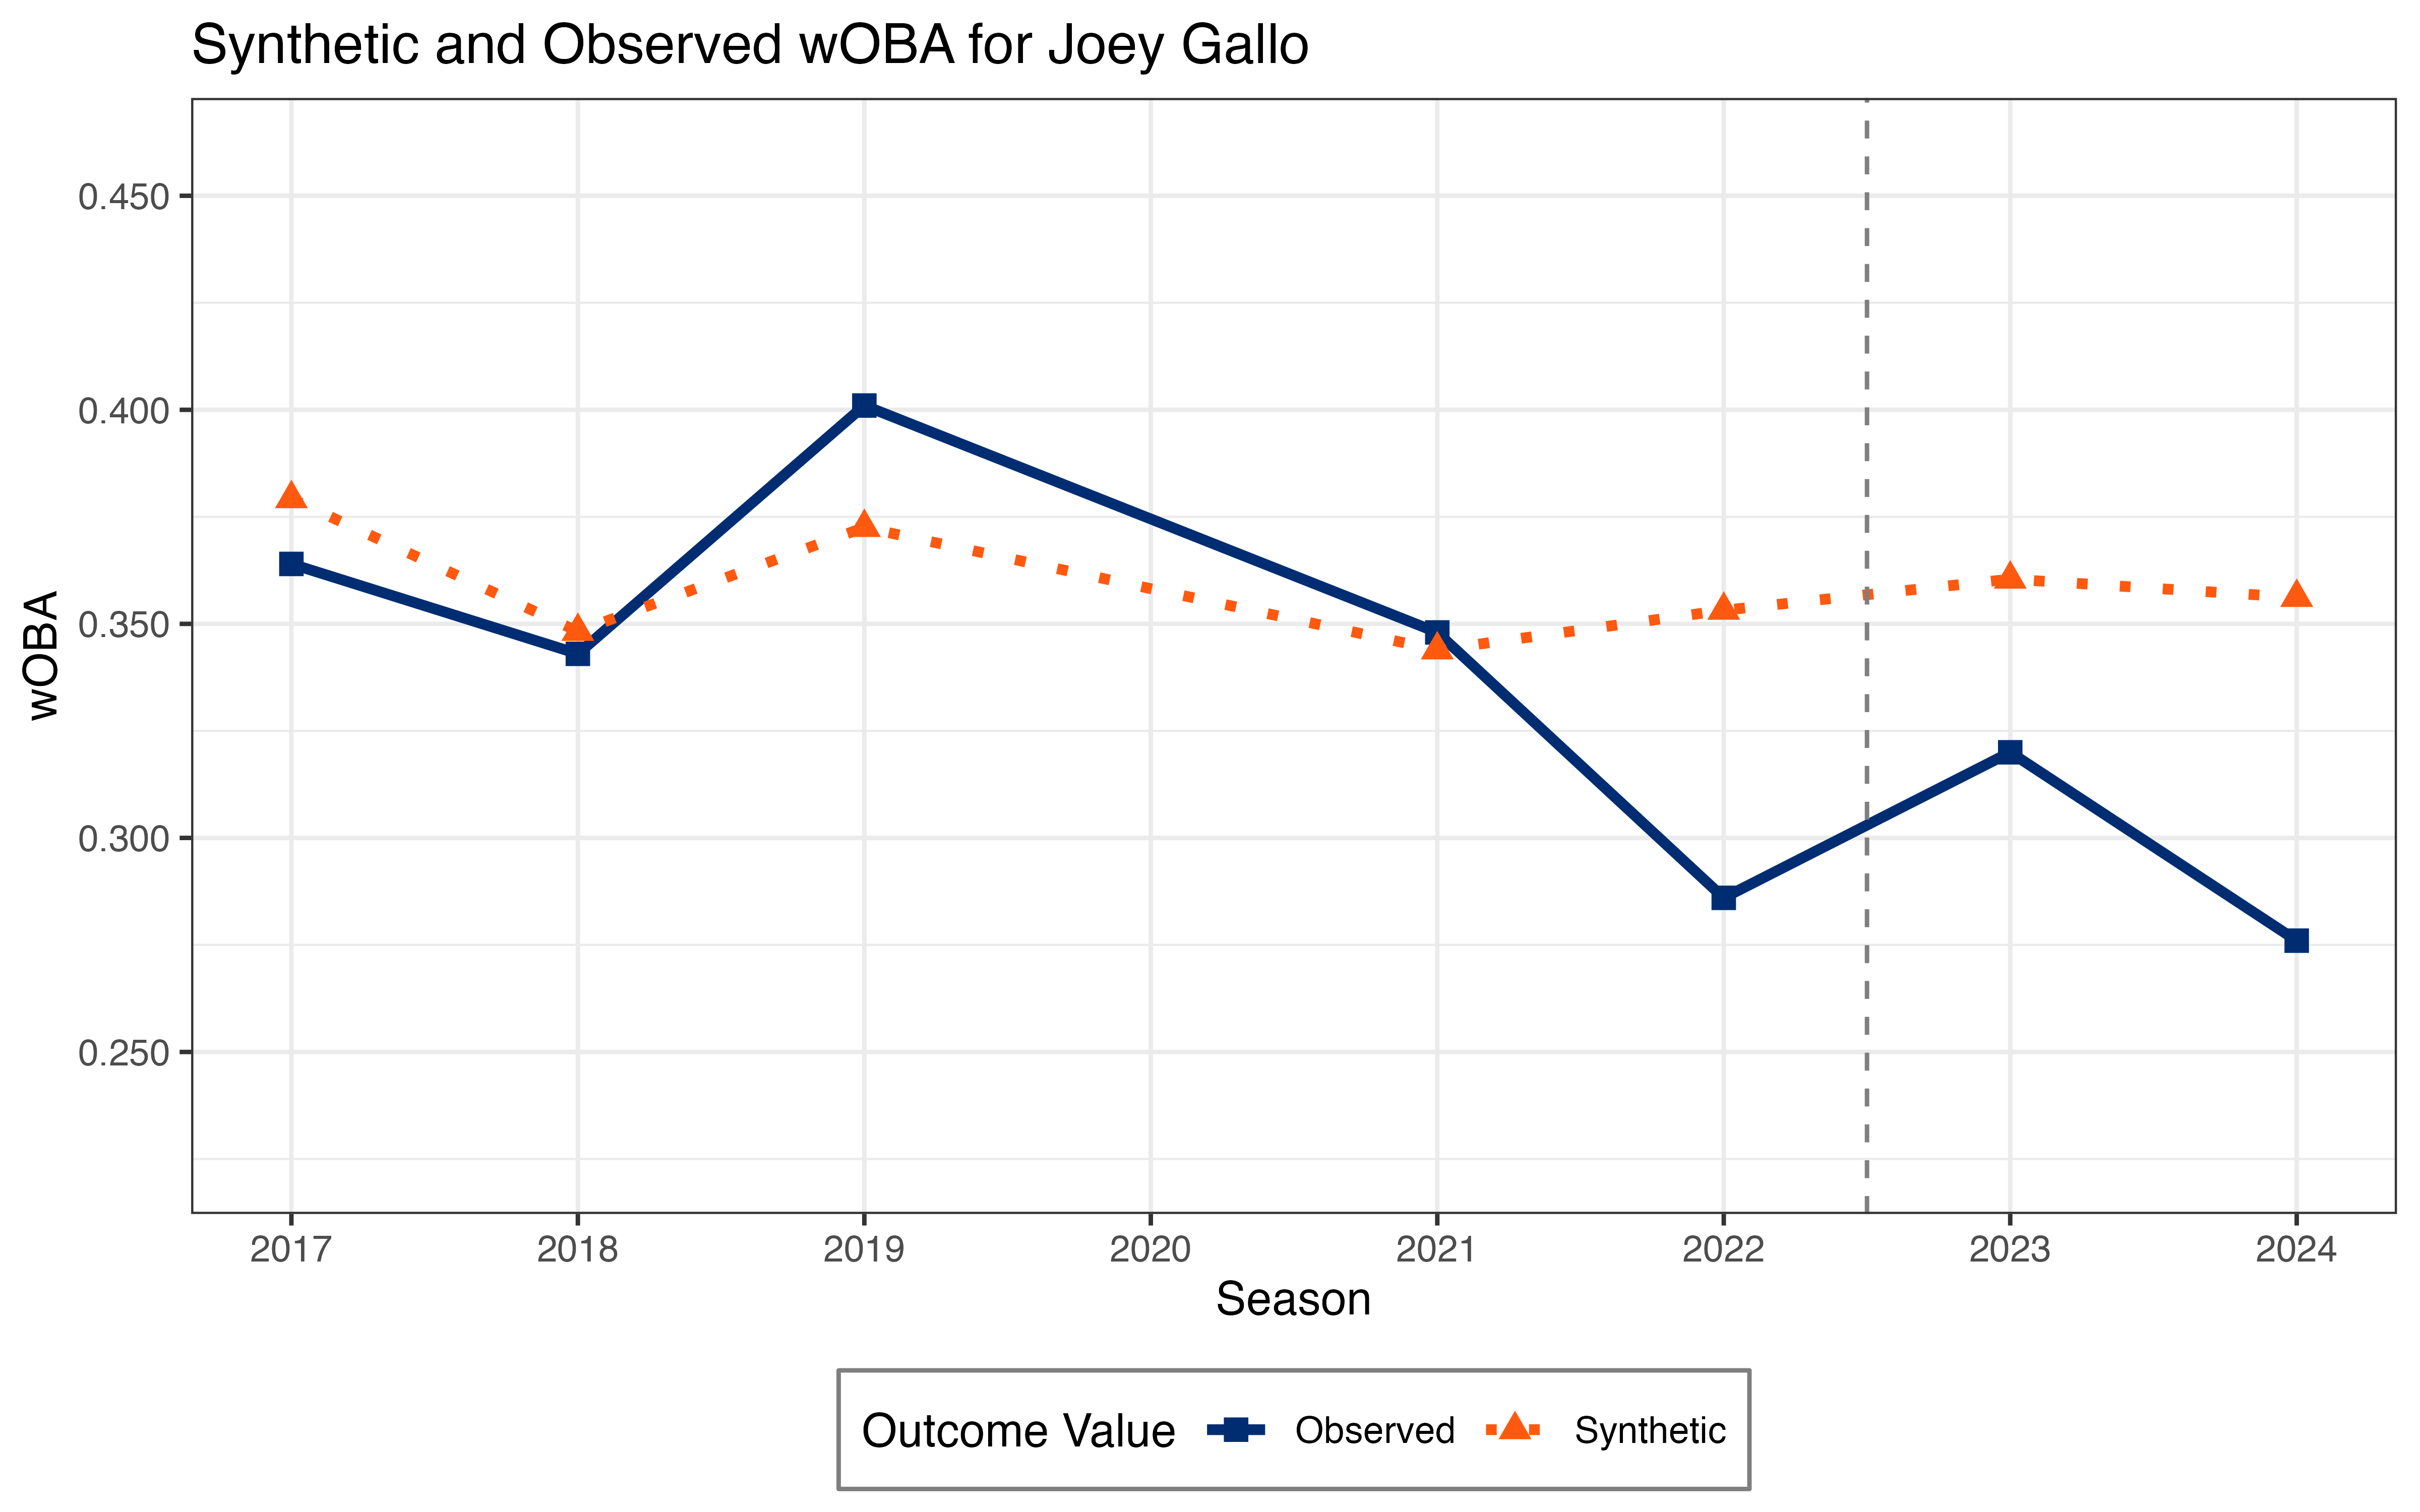 Synthetic and Observed wOBA for Joey Gallo
wOBA
0.450
0.400
0.350
0.300
0.250
2017 2018 2019 2020 2021 2022 2023 2024
Season
Outcome Value Observed Synthetic